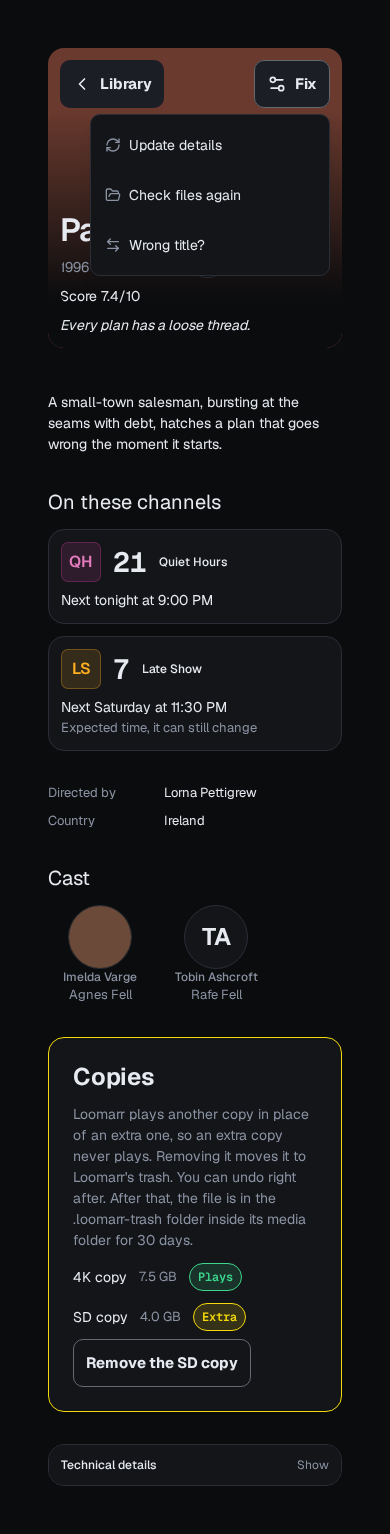 Library
Fix
Update details
Check files again
Wrong title?
Pa
1996
Score 7.4/10
Every plan has a loose thread.
A small-town salesman, bursting at the
seams with debt, hatches a plan that goes
wrong the moment it starts.
On these channels
QH 21 Quiet Hours
Next tonight at 9:00 PM
LS 7 Late Show
Next Saturday at 11:30 PM
Expected time, it can still change
Directed by Lorna Pettigrew
Country Ireland
Cast
TA
Imelda Varge Tobin Ashcroft
Agnes Fell Rafe Fell
Copies
Loomarr plays another copy in place
of an extra one, so an extra copy
never plays. Removing it moves it to
Loomarr's trash. You can undo right
after. After that, the file is in the
.loomarr-trash folder inside its media
folder for 30 days.
4K copy 7.5 GB Plays
SD copy 4.0 GB Extra
Remove the SD copy
Technical details Show